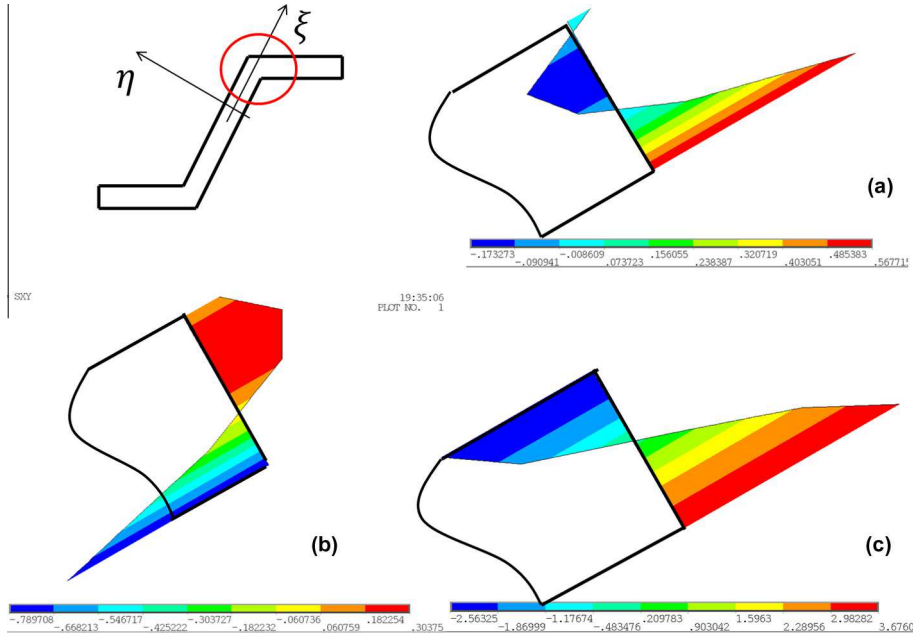 ξ
η
(a)
-.173273 -.008609 .156055 .320719 .485383
-.090941 .073723 .238387 .403051 .567715
SXY
19:35:06
PLOT NO. 1
(b)
-.789708 -.546717 -.303727 -.060736 .182254
-.668213 -.425222 -.182232 .060759 .30375
(c)
-2.56325 -1.17674 .209783 1.5963 2.98282
-1.86999 -.483476 .903042 2.28956